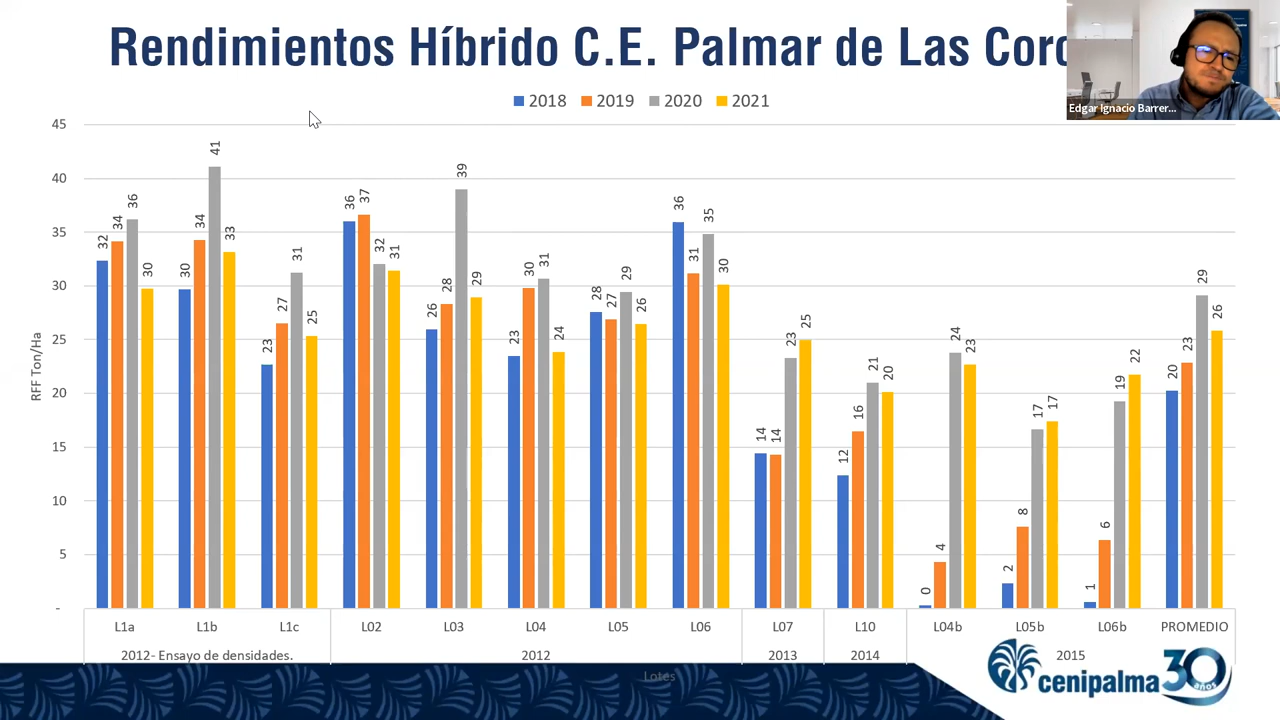 Rendimientos Híbrido C.E. Palmar de Las Coro
Edgar Ignacio Barrer...
2018 2019 2020 2021
RFF Ton/Ha
45
40
35
30
25
20
15
10
5
-
32 34 36 30
30 34 41 33
23 27 31 25
36 37 32 31
26 28 39 29
23 30 31 24
28 27 29 26
36 31 35 30
14 14 23 25
12 16 21 20
0 4 24 23
2 8 17 17
1 6 19 22
20 23 29 26
L1a L1b L1c L02 L03 L04 L05 L06 L07 L10 L04b L05b L06b PROMEDIO
2012- Ensayo de densidades. 2012 2013 2014 2015
Lotes
cenipalma 30 años